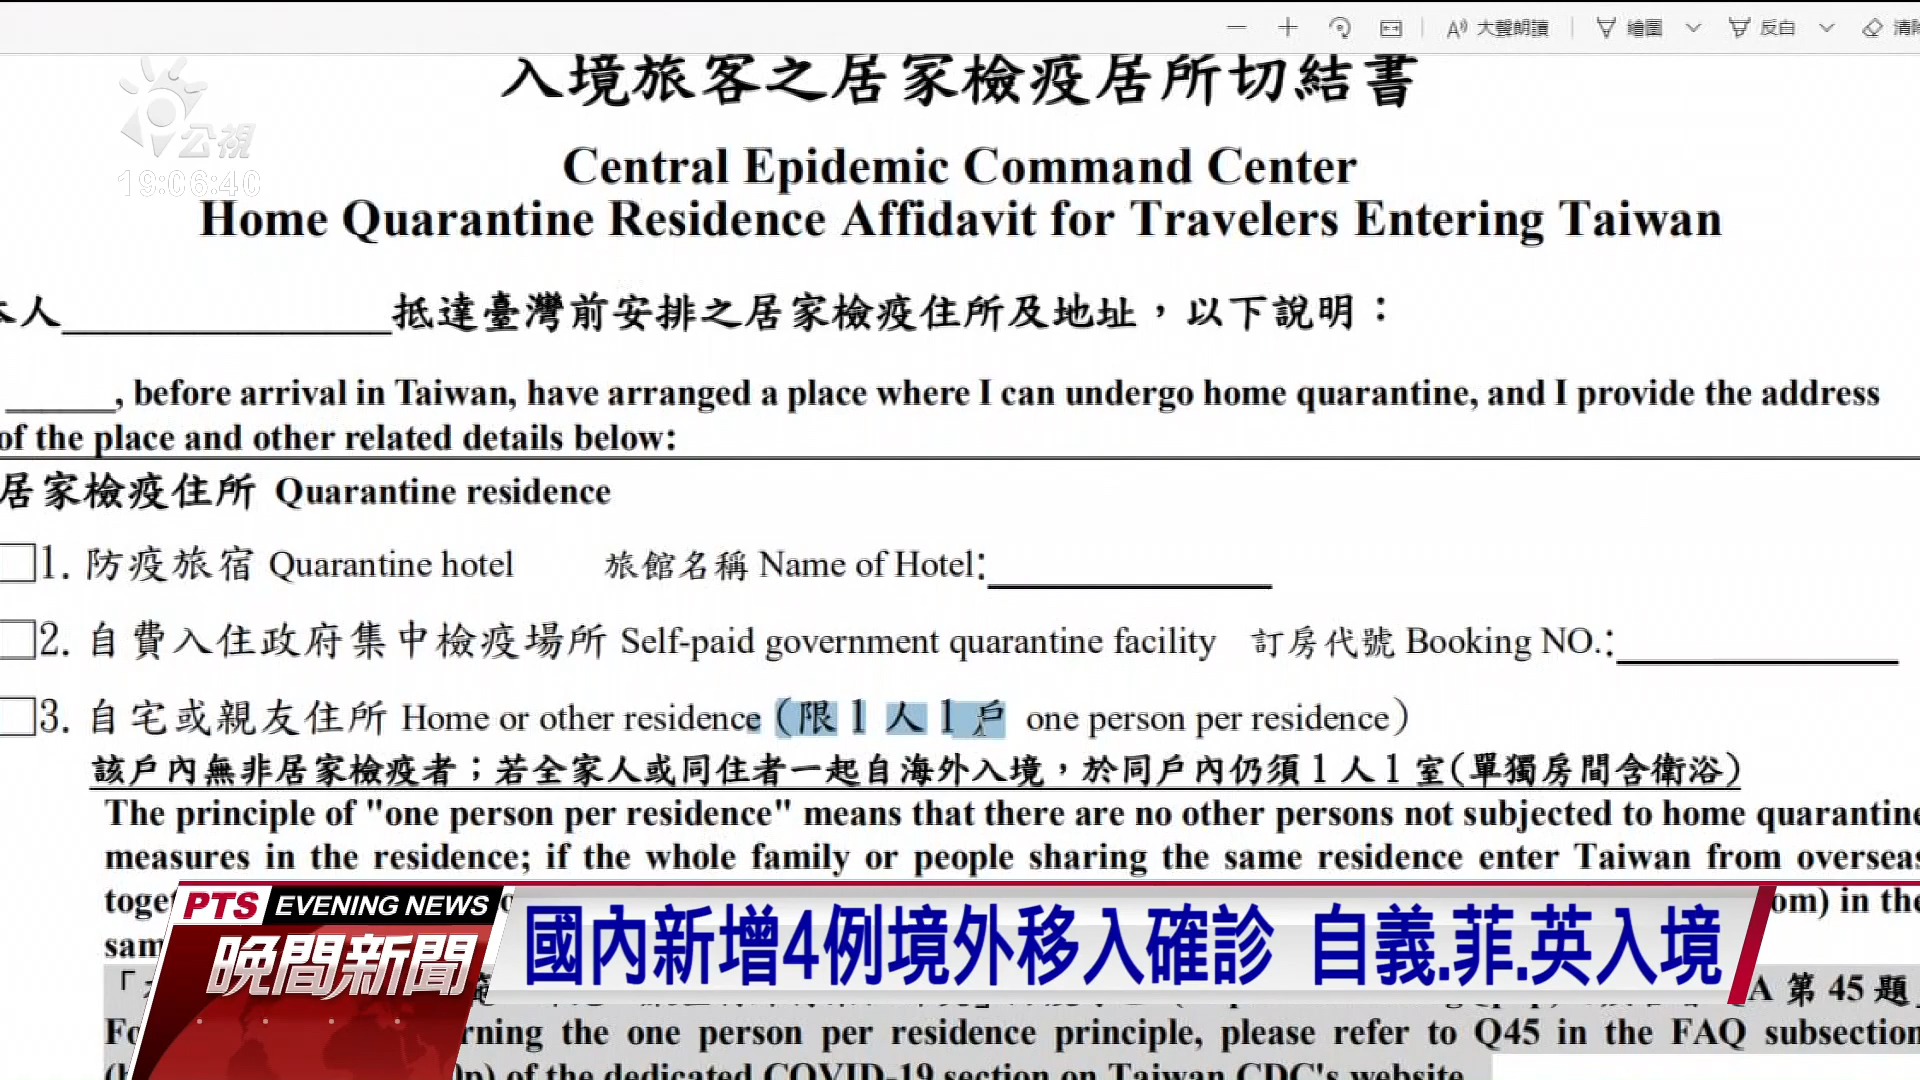 大聲朗讀 繪圖 反白
入境旅客之居家檢疫居所切結書
公視
19:06:40
Central Epidemic Command Center
Home Quarantine Residence Affidavit for Travelers Entering Taiwan
本人 抵達臺灣前安排之居家檢疫住所及地址，以下說明：
, before arrival in Taiwan, have arranged a place where I can undergo home quarantine, and I provide the address
of the place and other related details below:
居家檢疫住所 Quarantine residence
1. 防疫旅宿 Quarantine hotel 旅館名稱 Name of Hotel:
2. 自費入住政府集中檢疫場所 Self-paid government quarantine facility 訂房代號 Booking NO.:
3. 自宅或親友住所 Home or other residence (限1人1戶 one person per residence)
該戶內無非居家檢疫者；若全家人或同住者一起自海外入境，於同戶內仍須1人1室(單獨房間含衛浴)
The principle of "one person per residence" means that there are no other persons not subjected to home quarantine
measures in the residence; if the whole family or people sharing the same residence enter Taiwan from overseas
om) in the
PTS EVENING NEWS
晚間新聞
國內新增4例境外移入確診 自義.菲.英入境
A 第 45 題」
rning the one person per residence principle, please refer to Q45 in the FAQ subsection
of the dedicated COVID-19 section on Taiwan CDC's website.